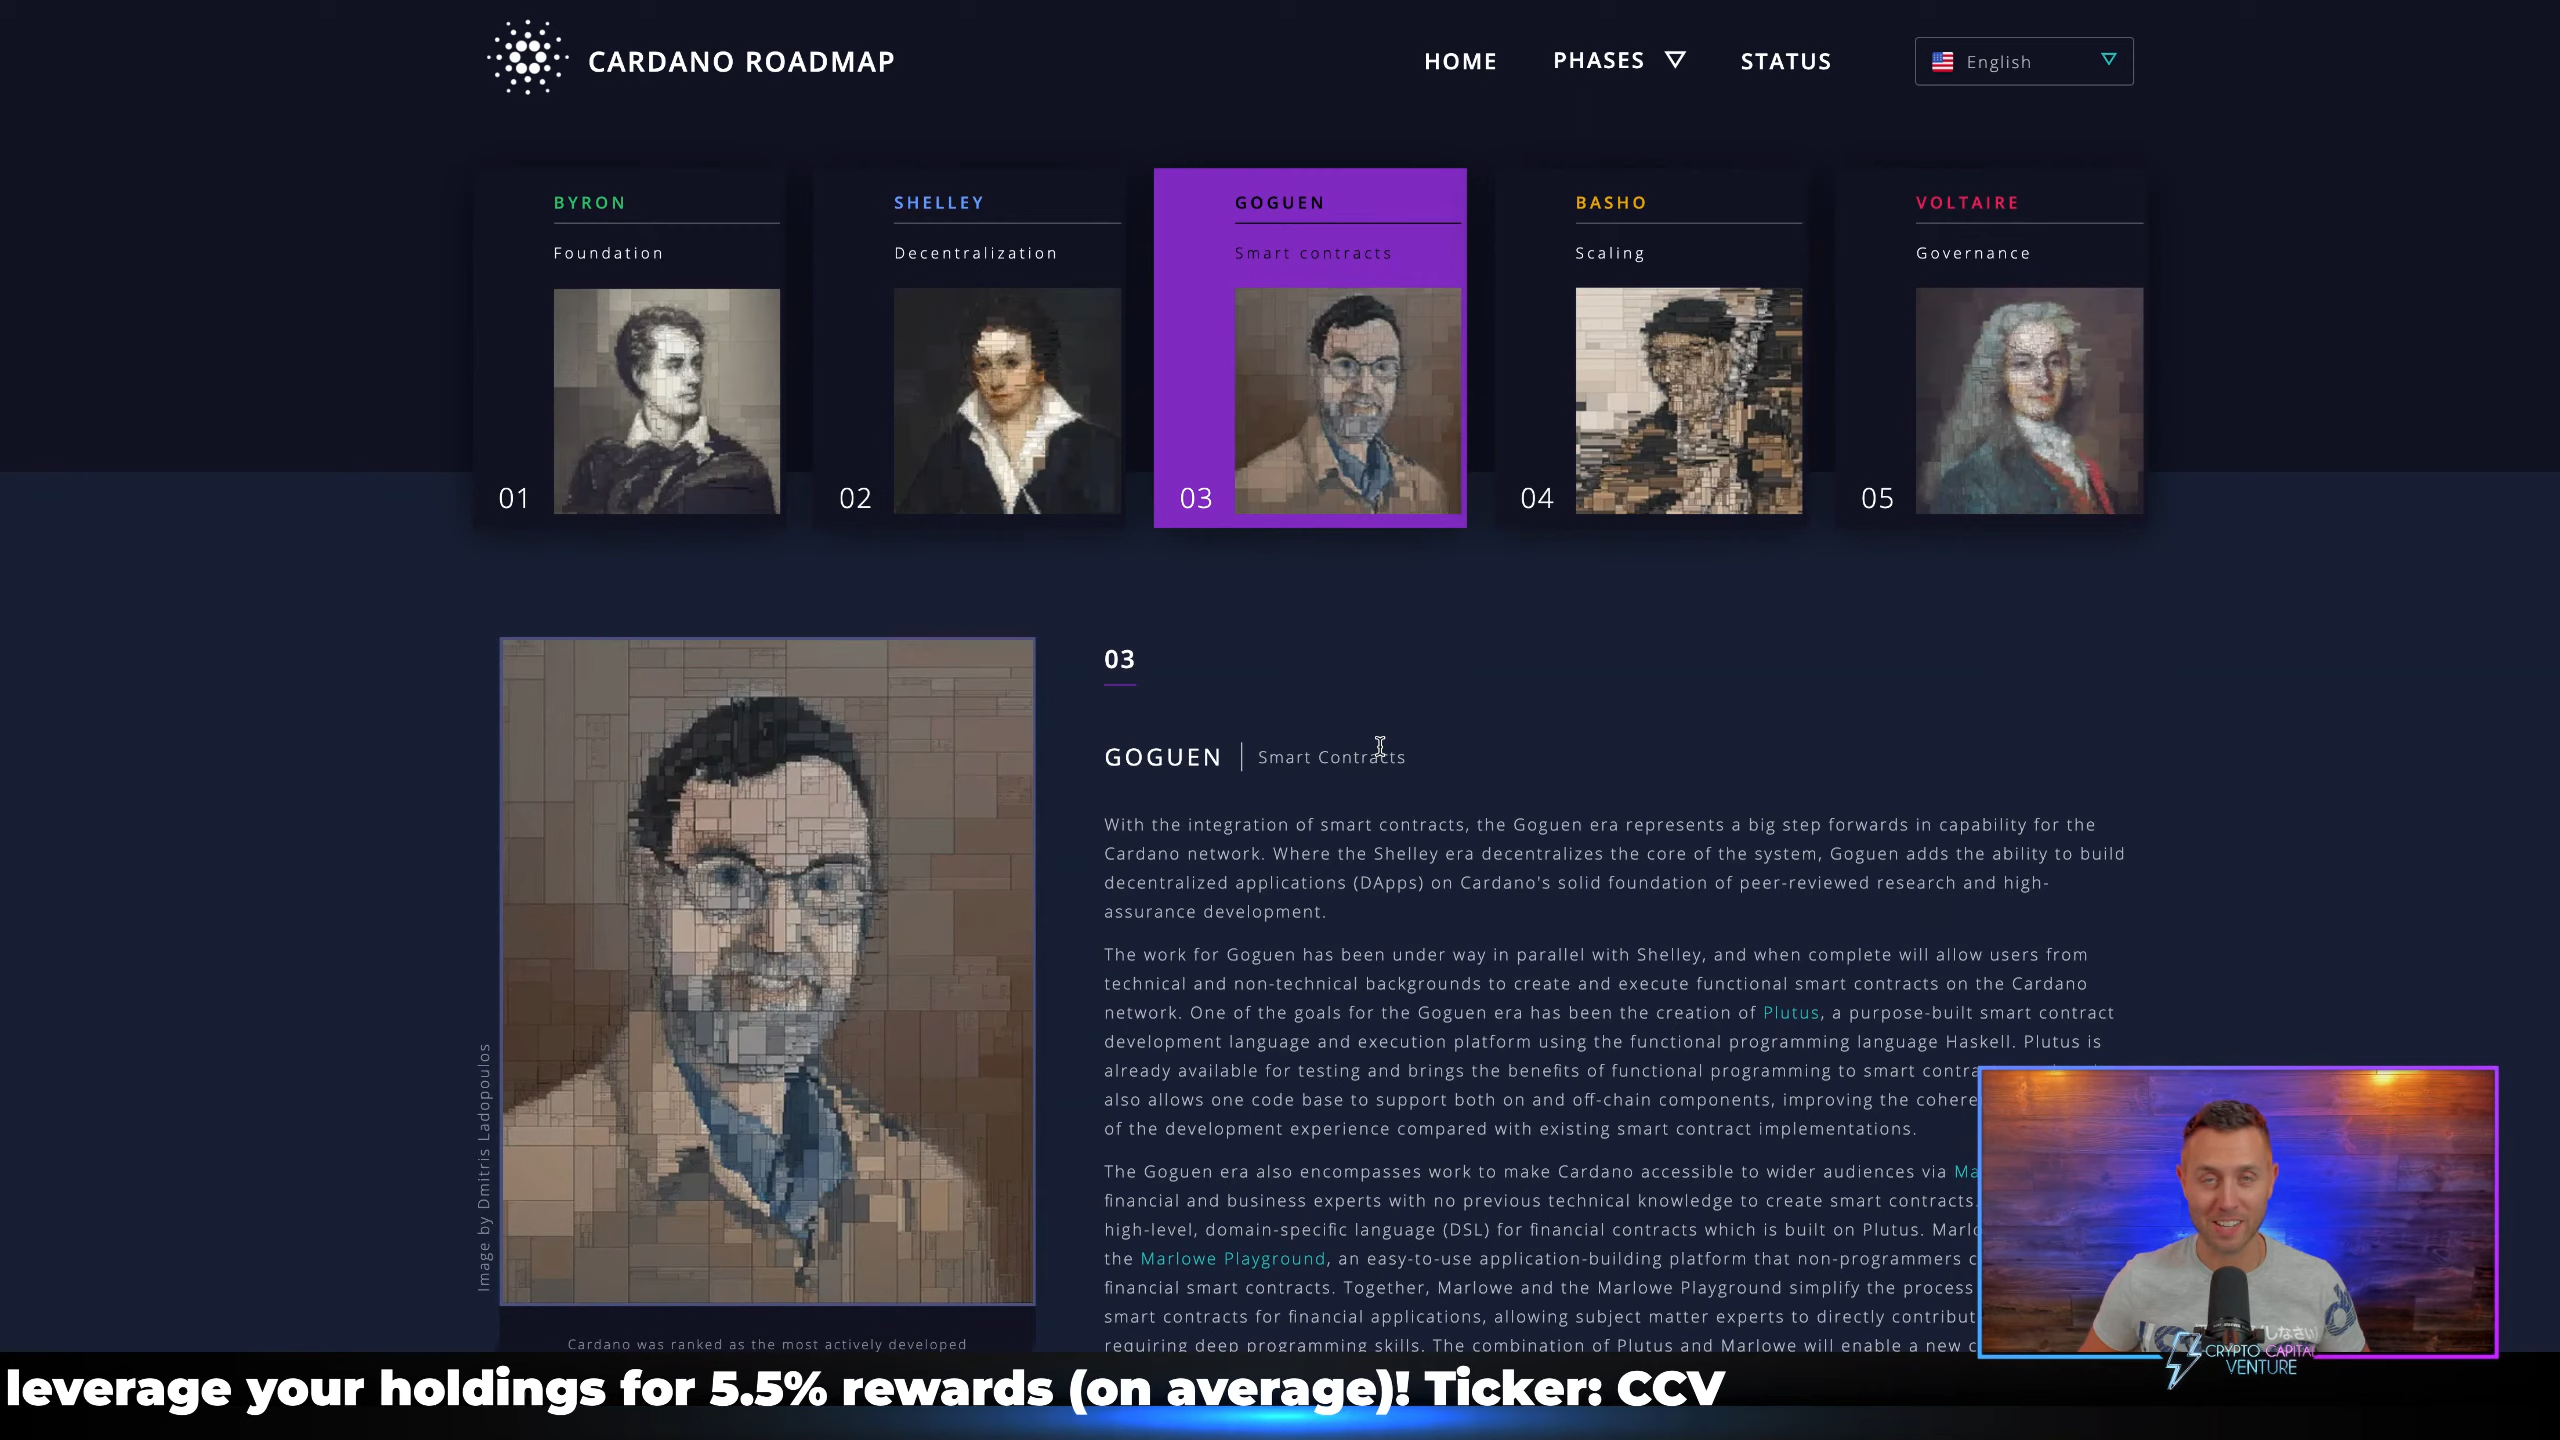 CARDANO ROADMAP
HOME
PHASES
STATUS
English
BYRON
Foundation
01
SHELLEY
Decentralization
02
GOGUEN
Smart contracts
03
BASHO
Scaling
04
VOLTAIRE
Governance
05
Image by Dmitris Ladopoulos
Cardano was ranked as the most actively developed
03
GOGUEN | Smart Contracts
With the integration of smart contracts, the Goguen era represents a big step forwards in capability for the
Cardano network. Where the Shelley era decentralizes the core of the system, Goguen adds the ability to build
decentralized applications (DApps) on Cardano's solid foundation of peer-reviewed research and high-
assurance development.
The work for Goguen has been under way in parallel with Shelley, and when complete will allow users from
technical and non-technical backgrounds to create and execute functional smart contracts on the Cardano
network. One of the goals for the Goguen era has been the creation of Plutus, a purpose-built smart contract
development language and execution platform using the functional programming language Haskell. Plutus is
already available for testing and brings the benefits of functional programming to smart contra
also allows one code base to support both on and off-chain components, improving the cohere
of the development experience compared with existing smart contract implementations.
The Goguen era also encompasses work to make Cardano accessible to wider audiences via Ma
financial and business experts with no previous technical knowledge to create smart contracts.
high-level, domain-specific language (DSL) for financial contracts which is built on Plutus. Marlo
the Marlowe Playground, an easy-to-use application-building platform that non-programmers c
financial smart contracts. Together, Marlowe and the Marlowe Playground simplify the process
smart contracts for financial applications, allowing subject matter experts to directly contribut
requiring deep programming skills. The combination of Plutus and Marlowe will enable a new c
CRYPTO CAPITAL
VENTURE
leverage your holdings for 5.5% rewards (on average)! Ticker: CCV